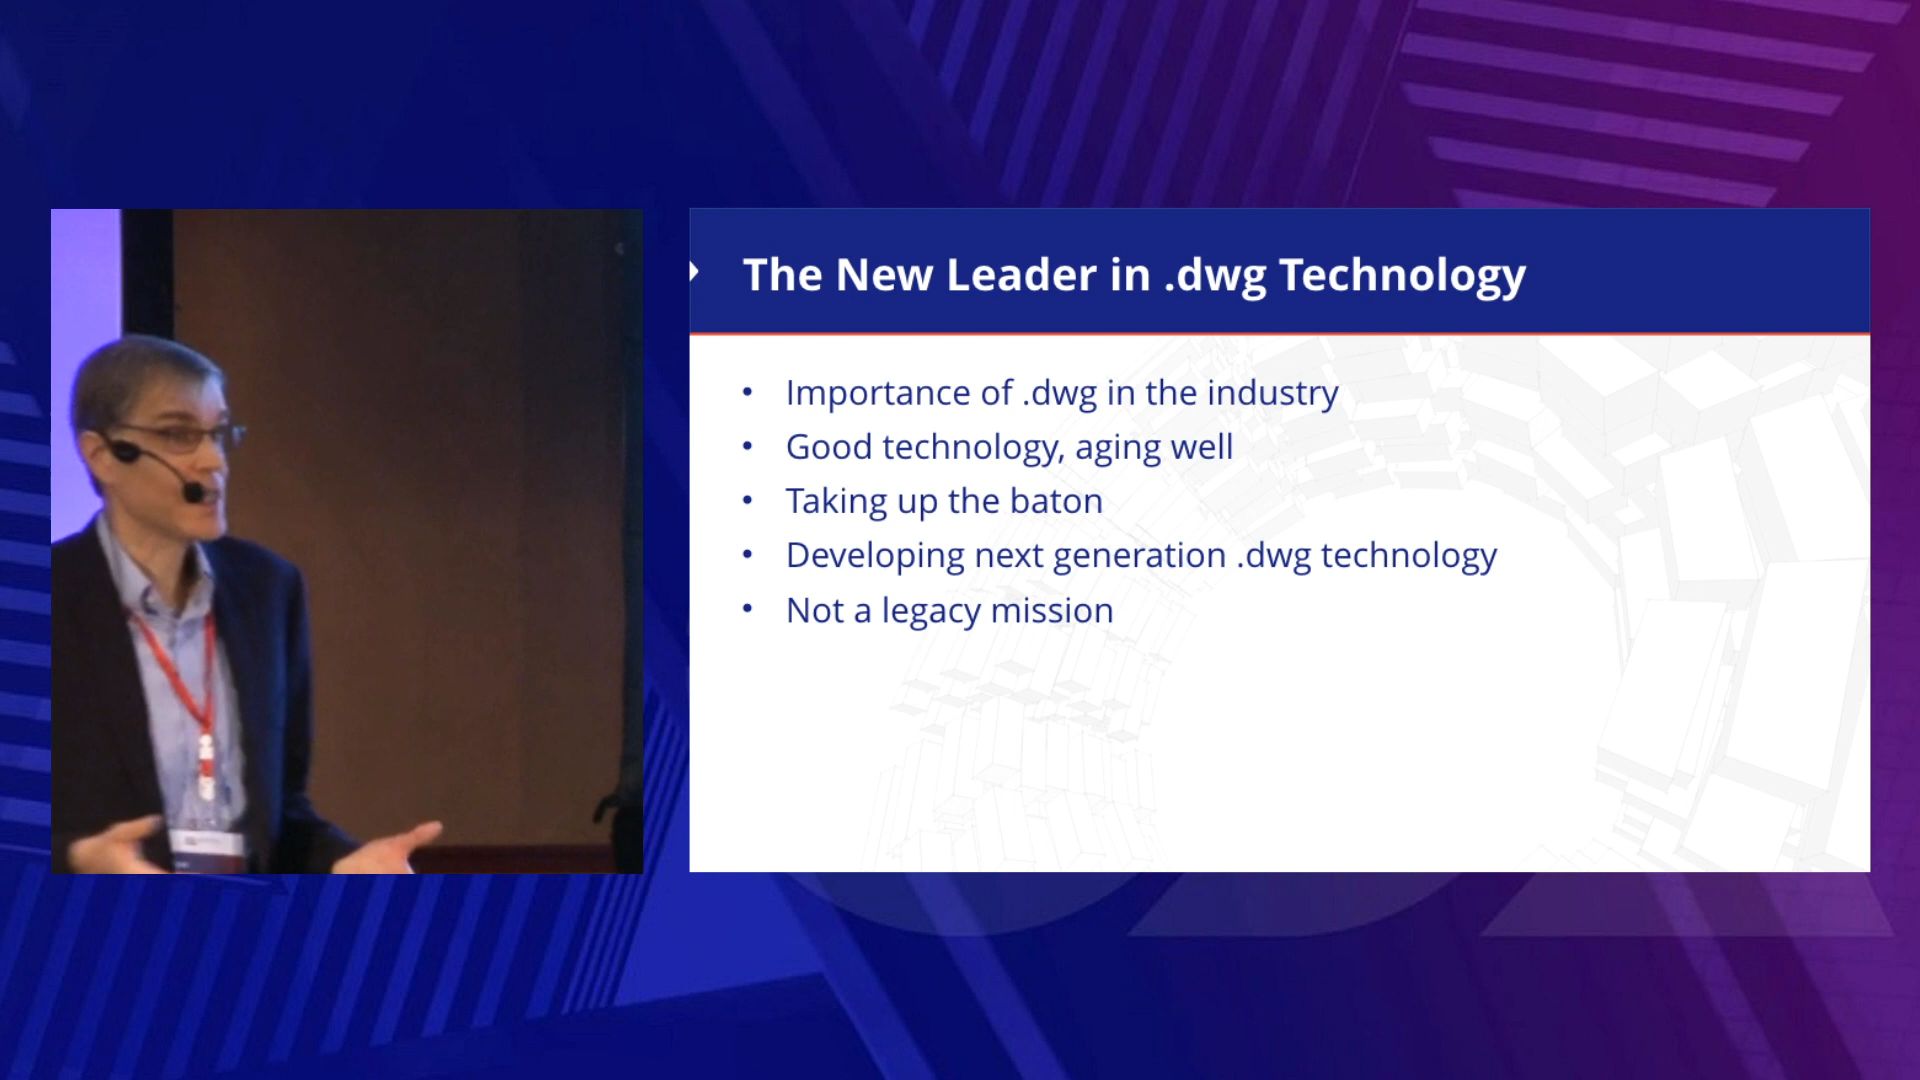 The New Leader in .dwg Technology
• Importance of .dwg in the industry
• Good technology, aging well
• Taking up the baton
• Developing next generation .dwg technology
• Not a legacy mission